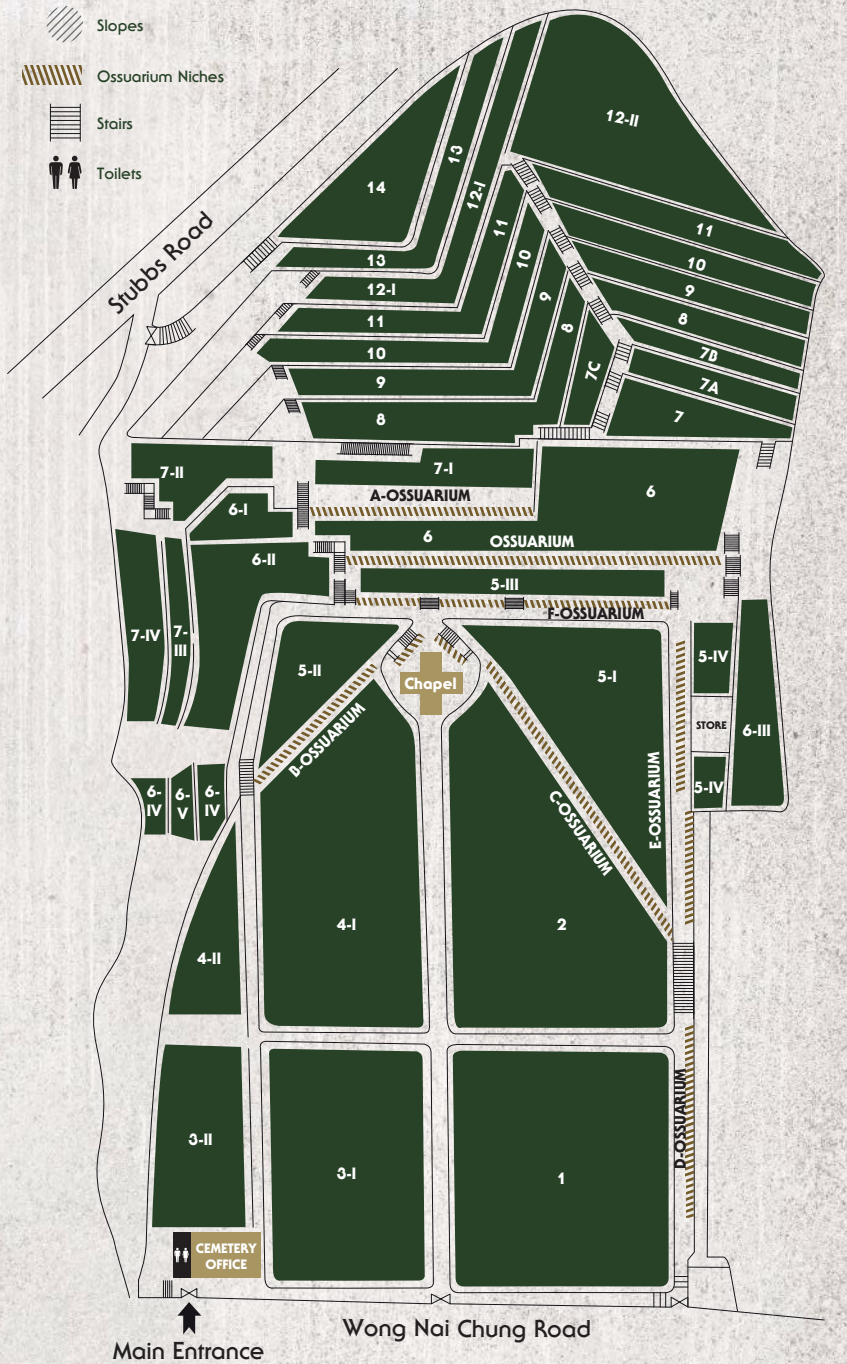 Slopes
Ossuarium Niches
Stairs
Toilets
Stubbs Road
12-II
13
14
12-I
11
11
10
10
13
9
12-I
9
8
11
8
7B
10
7C
7A
9
7
8
7-II
7-I
A-OSSUARIUM
6
6-I
6
OSSUARIUM
6-II
5-III
F-OSSUARIUM
7-IV
7-
III
5-II
Chapel
5-I
5-IV
STORE
6-III
B-OSSUARIUM
C-OSSUARIUM
E-OSSUARIUM
5-IV
6-
IV
6-
V
6-
IV
4-I
2
4-II
D-OSSUARIUM
3-II
3-I
1
CEMETERY
OFFICE
Main Entrance
Wong Nai Chung Road